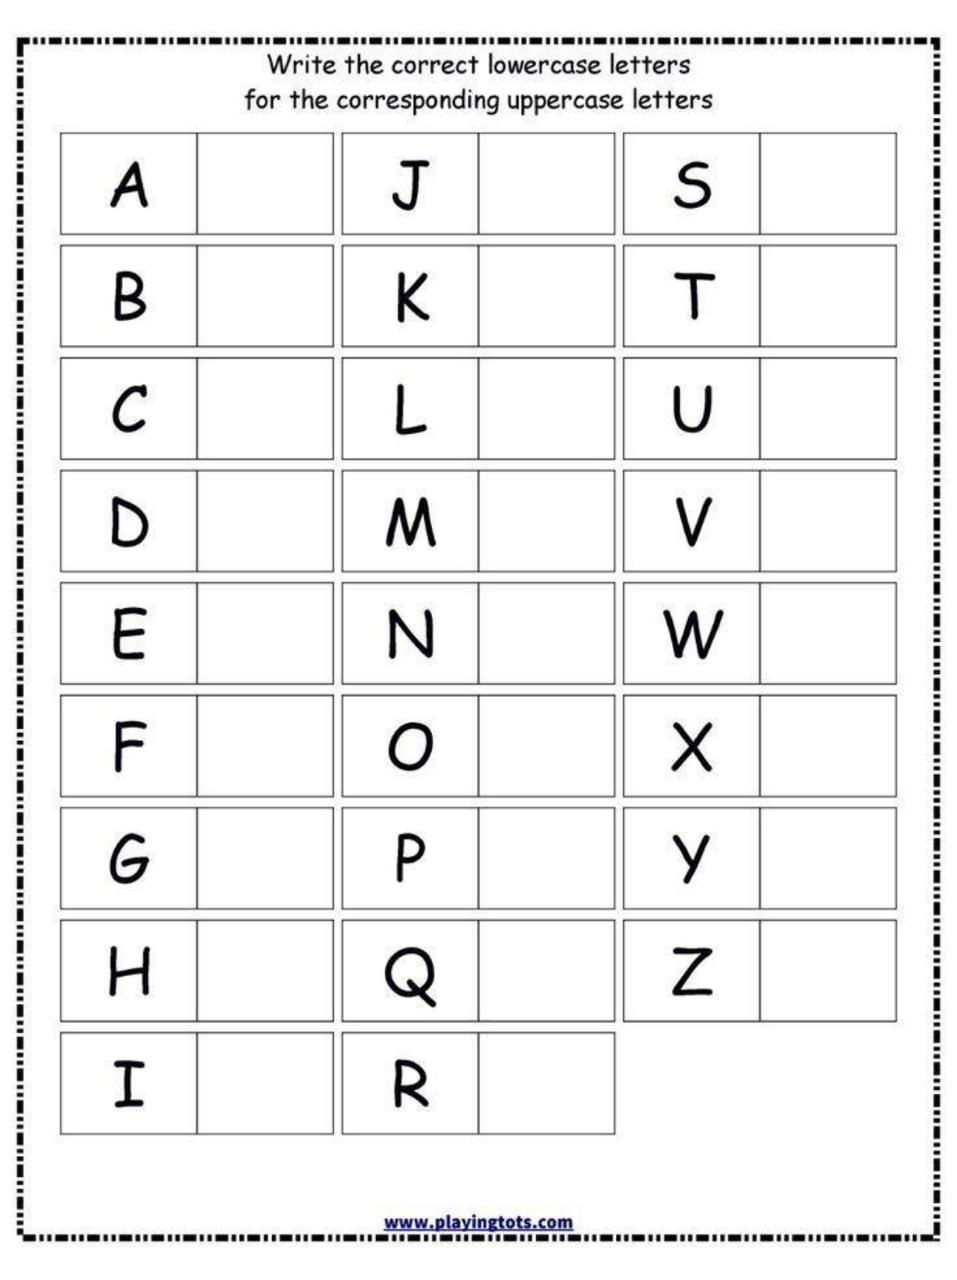 Write the correct lowercase letters
for the corresponding uppercase letters
A J S
B K T
C L U
D M V
E N W
F O X
G P Y
H Q Z
I R
www.playingtots.com